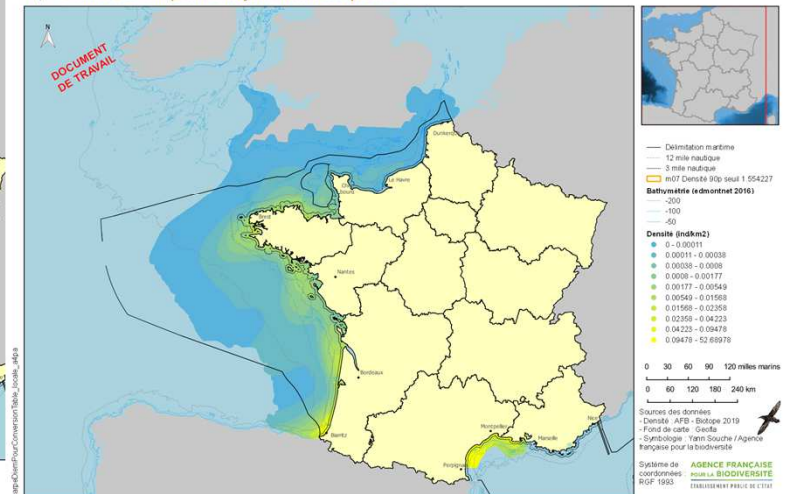 N
DOCUMENT
DE TRAVAIL
Dunkerque
Le Havre
Brest
Nantes
Bordeaux
Biarritz
Montpellier
Marseille
Perpignan
Délimitation maritime
12 mile nautique
3 mile nautique
m07 Densité 90p seuil 1.554227
Bathymétrie (edmontnet 2016)
-200
-100
-50
Densité (ind/km2)
0 - 0.00011
0.00011 - 0.00038
0.00038 - 0.0008
0.0008 - 0.00177
0.00177 - 0.00549
0.00549 - 0.01568
0.01568 - 0.02358
0.02358 - 0.04223
0.04223 - 0.09478
0.09478 - 52.68978
0 30 60 90 120 milles marins
0 60 120 180 240 km
Sources des données
- Densité : AFB - Biotope 2019
- Fond de carte : Geofla
- Symbologie : Yann Souche / Agence
française pour la biodiversité
Système de
coordonnées :
RGF 1993
AGENCE FRANÇAISE
POUR LA BIODIVERSITÉ
ÉTABLISSEMENT PUBLIC DE L'ÉTAT